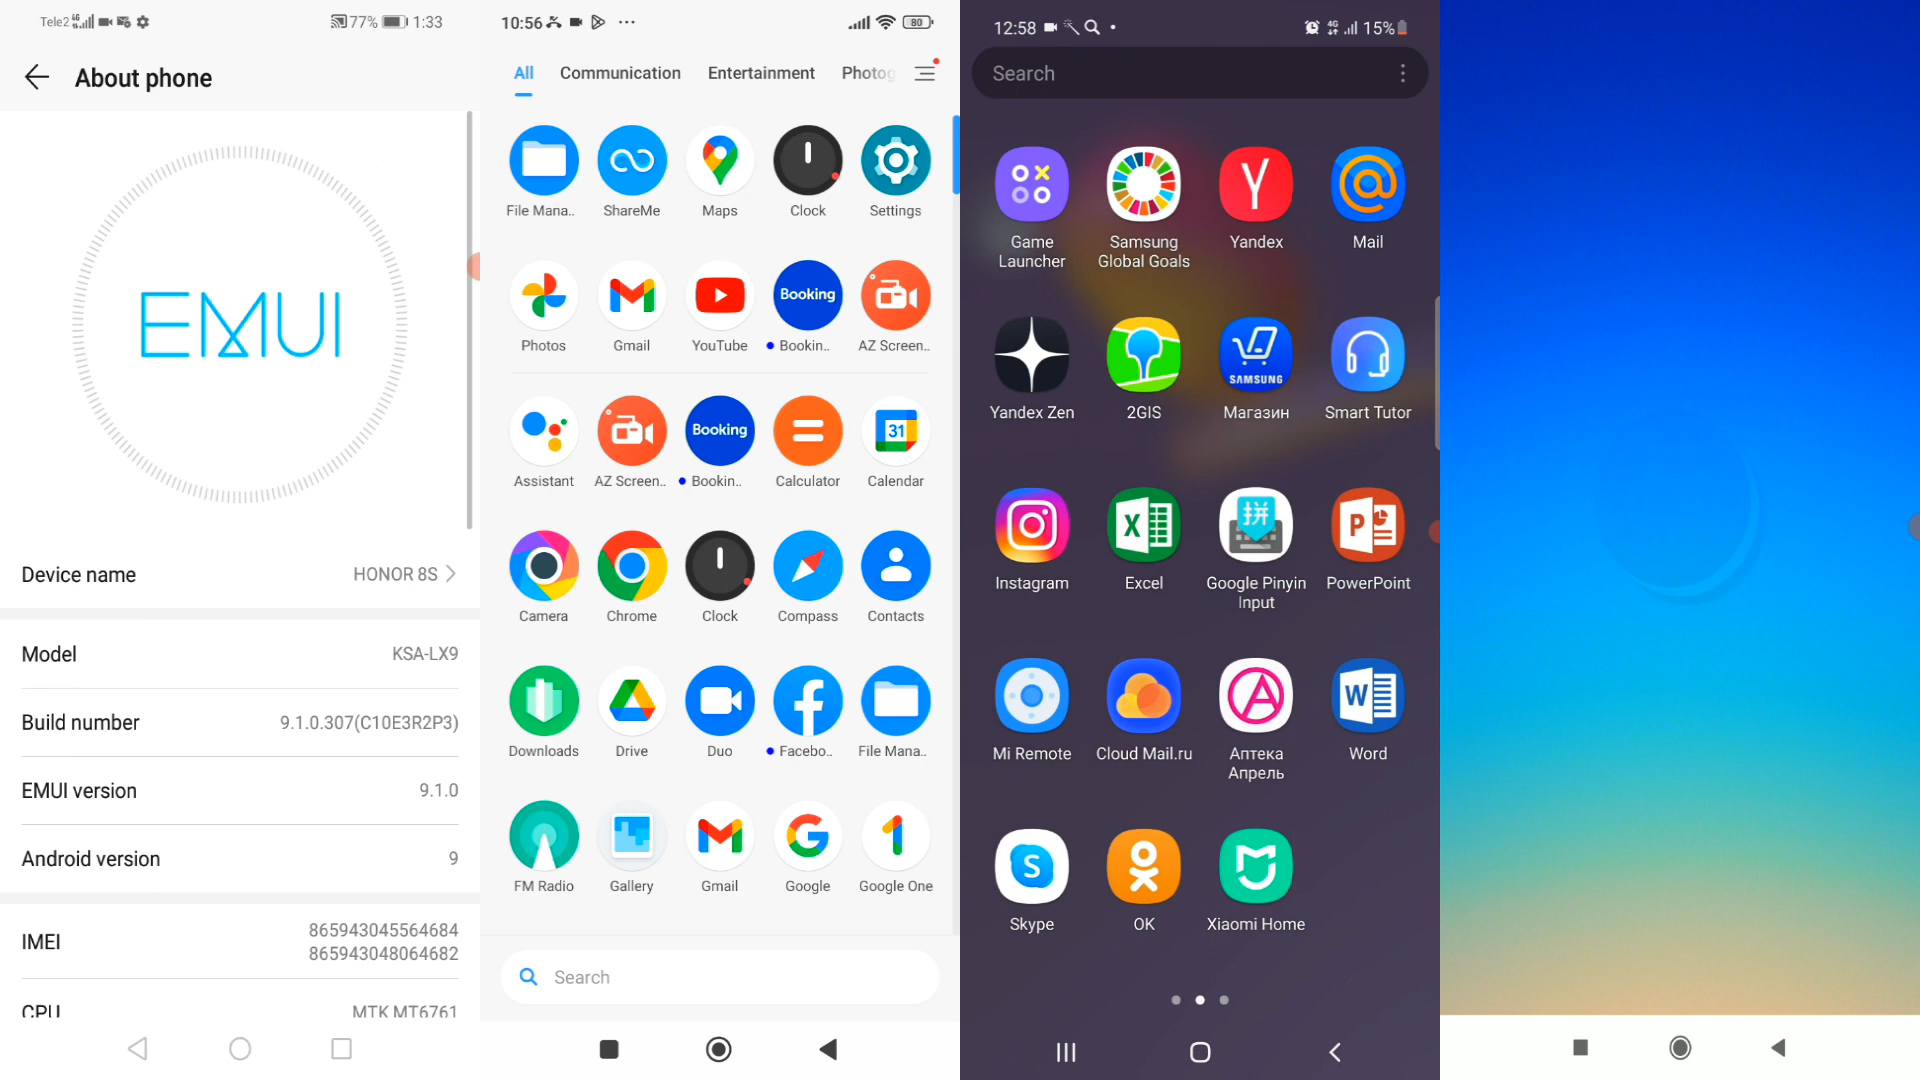 Tele2 4G 77% 1:33
About phone
EMUI
Device name HONOR 8S
Model KSA-LX9
Build number 9.1.0.307(C10E3R2P3)
EMUI version 9.1.0
Android version 9
IMEI 865943045564684
865943048064682
CPU MTK MT6761
10:56 80
All Communication Entertainment Photog
File Mana.. ShareMe Maps Clock Settings
Booking
Photos Gmail YouTube Bookin.. AZ Screen..
Booking 31
Assistant AZ Screen.. Bookin.. Calculator Calendar
Camera Chrome Clock Compass Contacts
Downloads Drive Duo Facebo.. File Mana..
FM Radio Gallery Gmail Google Google One
Search
12:58 4G 15%
Search
Game Samsung Yandex Mail
Launcher Global Goals
SAMSUNG
Yandex Zen 2GIS Магазин Smart Tutor
X 拼 P
Instagram Excel Google Pinyin PowerPoint
Input
W
Mi Remote Cloud Mail.ru Аптека Word
Апрель
S
Skype OK Xiaomi Home